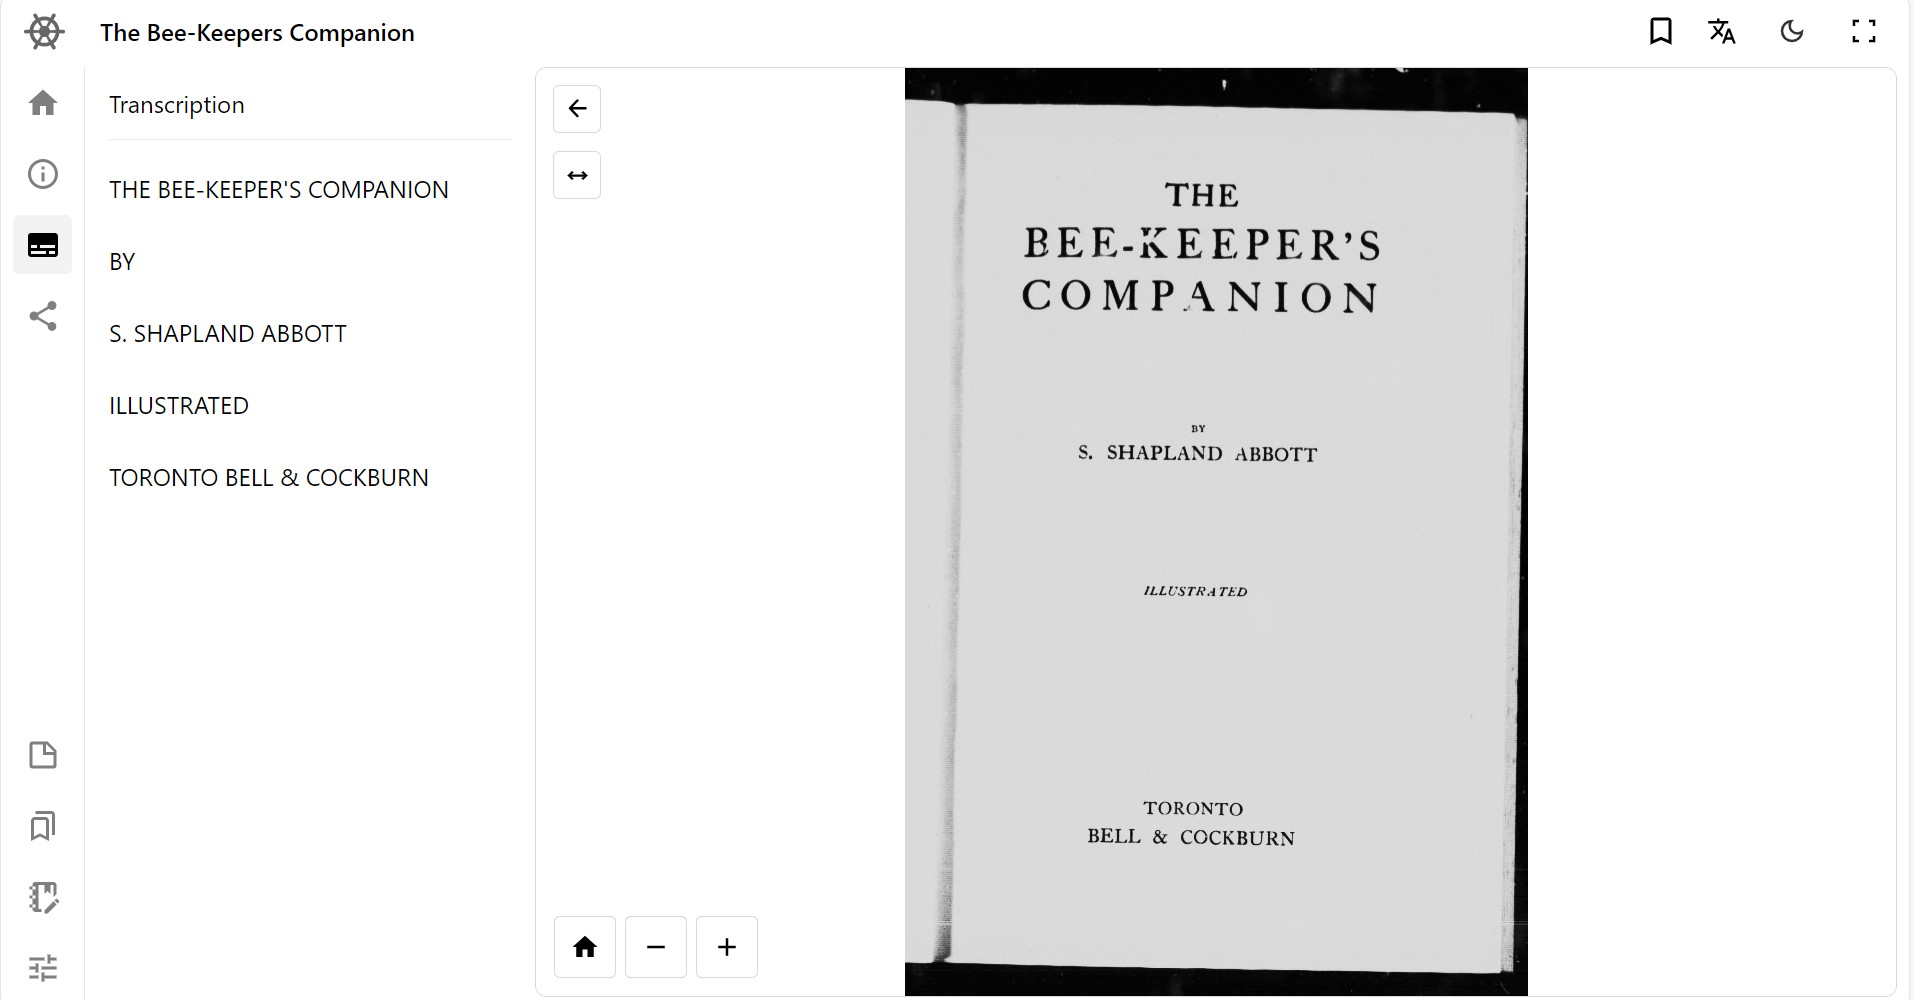 The Bee-Keepers Companion
Transcription
THE BEE-KEEPER'S COMPANION
BY
S. SHAPLAND ABBOTT
ILLUSTRATED
TORONTO BELL & COCKBURN
THE
BEE-KEEPER'S
COMPANION
BY
S. SHAPLAND ABBOTT
ILLUSTRATED
TORONTO
BELL & COCKBURN